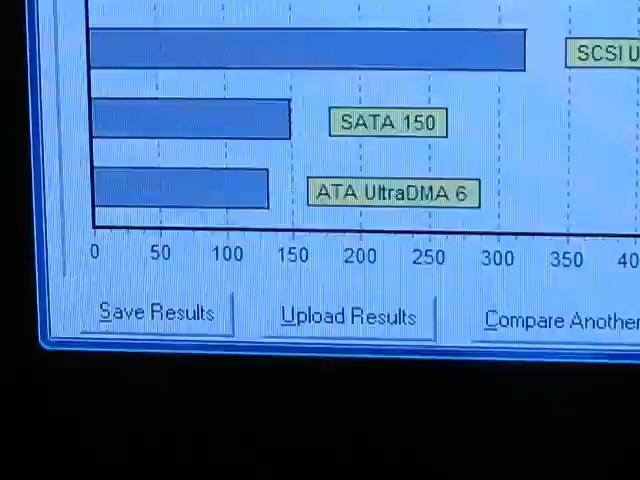 SCSI U
SATA 150
ATA UltraDMA 6
0 50 100 150 200 250 300 350 40
Save Results Upload Results Compare Another